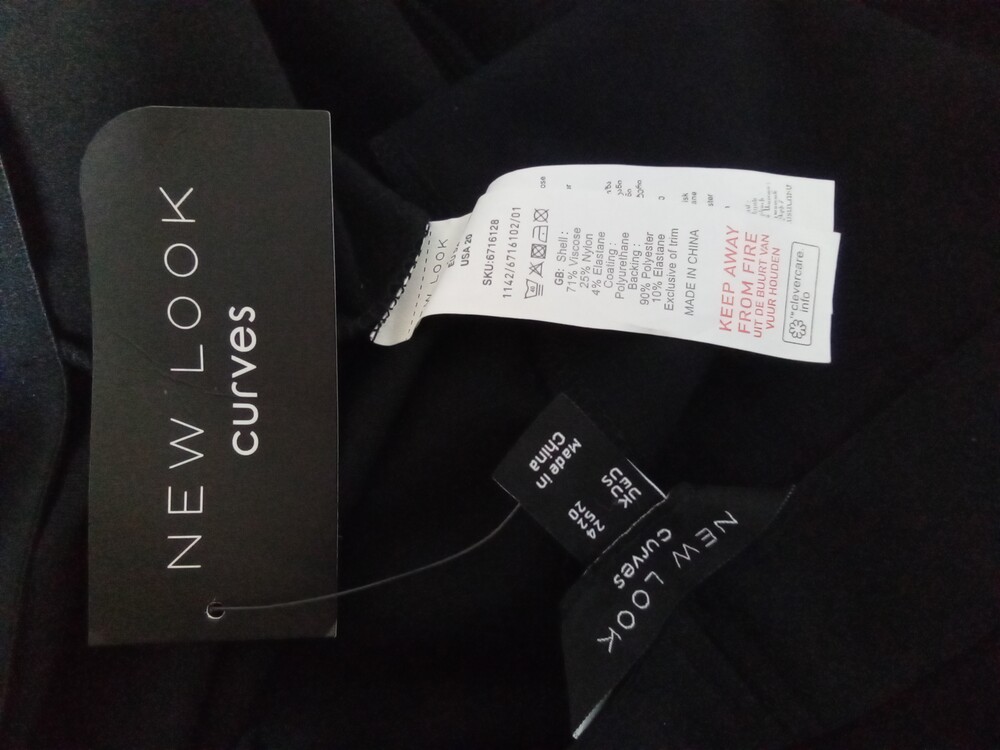 NEW LOOK
curves
LOOK
USA 20
SKU:6716128
1142/6716102/01
GB: Shell :
71% Viscose
25% Nylon
4% Elastane
Coating :
Polyurethane
Backing :
90% Polyester
10% Elastane
Exclusive of trim
MADE IN CHINA
KEEP AWAY
FROM FIRE
UIT DE BUURT VAN
VUUR HOUDEN
™clevercare
info
NEW LOOK
curves
UK 24
EU 52
US 20
Made in
China